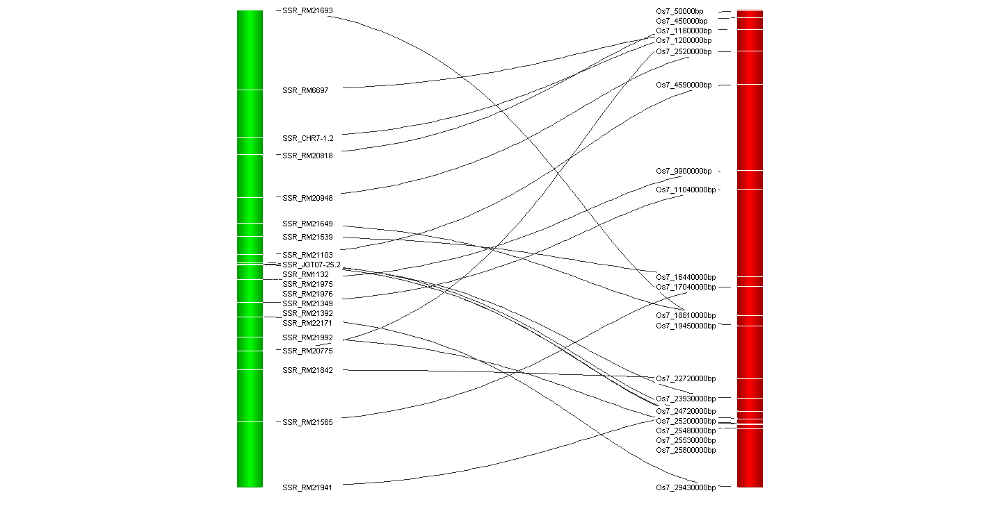 SSR_RM21693
SSR_RM6697
SSR_CHR7-1.2
SSR_RM20818
SSR_RM20948
SSR_RM21649
SSR_RM21539
SSR_RM21103
SSR_JGT07-25.2
SSR_RM1132
SSR_RM21975
SSR_RM21976
SSR_RM21349
SSR_RM21392
SSR_RM22171
SSR_RM21992
SSR_RM20775
SSR_RM21842
SSR_RM21565
SSR_RM21941
Os7_50000bp
Os7_450000bp
Os7_1180000bp
Os7_1200000bp
Os7_2520000bp
Os7_4590000bp
Os7_9900000bp
Os7_11040000bp
Os7_16440000bp
Os7_17040000bp
Os7_18810000bp
Os7_19450000bp
Os7_22720000bp
Os7_23930000bp
Os7_24720000bp
Os7_25200000bp
Os7_25480000bp
Os7_25530000bp
Os7_25800000bp
Os7_29430000bp